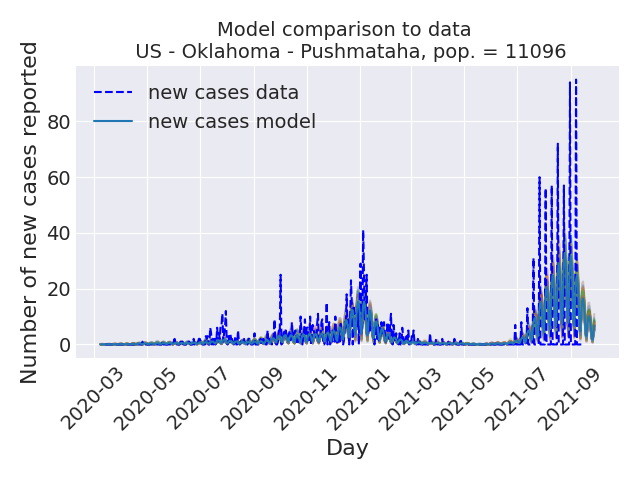 Model comparison to data
US - Oklahoma - Pushmataha, pop. = 11096
Number of new cases reported
new cases data
new cases model
80
60
40
20
0
2020-03
2020-05
2020-07
2020-09
2020-11
2021-01
2021-03
2021-05
2021-07
2021-09
Day